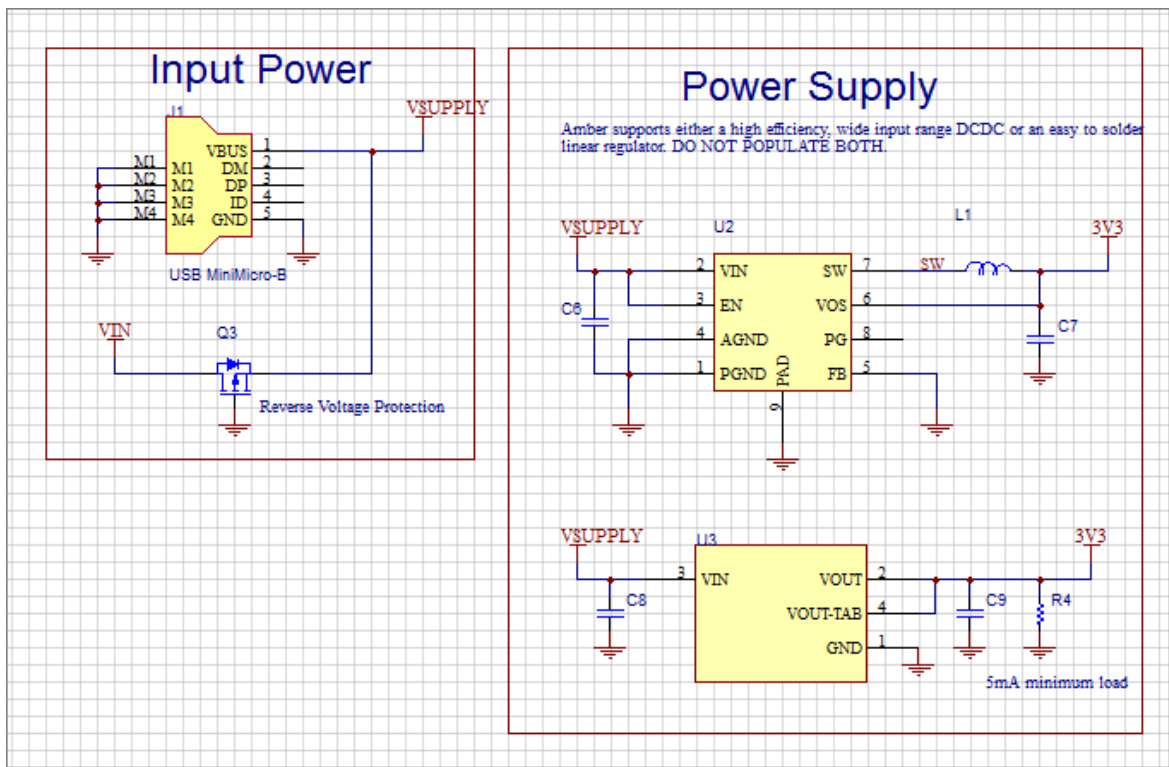 Input Power
J1
VSUPPLY
VBUS 1
M1 M1 DM 2
M2 M2 DP 3
M3 M3 ID 4
M4 M4 GND 5
USB MiniMicro-B
VIN
Q3
Reverse Voltage Protection
Power Supply
Amber supports either a high efficiency, wide input range DCDC or an easy to solder
linear regulator. DO NOT POPULATE BOTH.
VSUPPLY
U2
L1
3V3
2 VIN SW 7 SW
3 EN VOS 6
C6
C7
4 AGND PG 8
1 PGND PAD FB 5
9
VSUPPLY
U3
3V3
3 VIN VOUT 2
C8
VOUT-TAB 4
C9
R4
GND 1
5mA minimum load